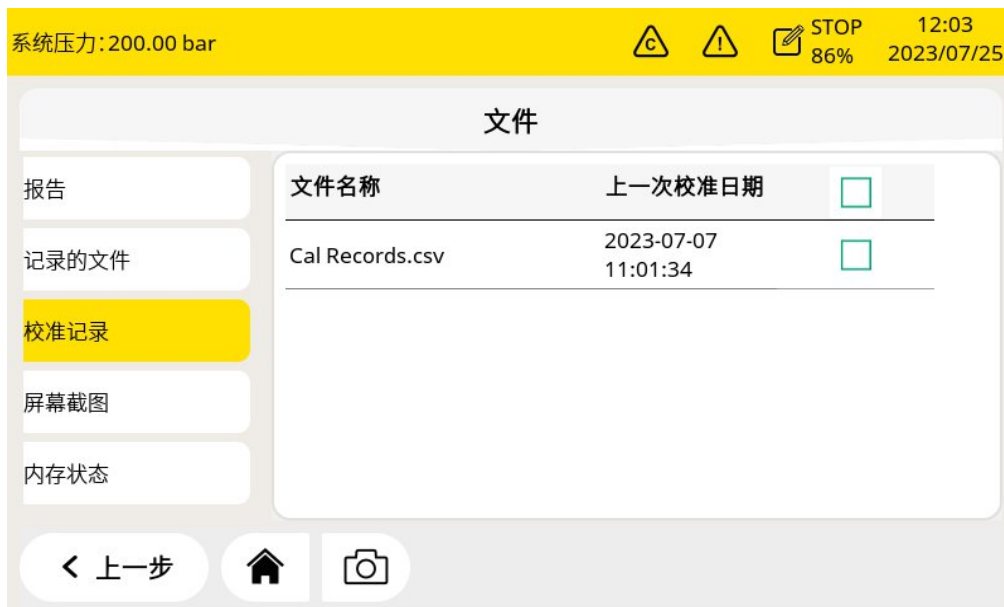 系统压力:200.00 bar
C
!
STOP
86%
12:03
2023/07/25
文件
报告
记录的文件
校准记录
屏幕截图
内存状态
文件名称
上一次校准日期
Cal Records.csv
2023-07-07
11:01:34
上一步